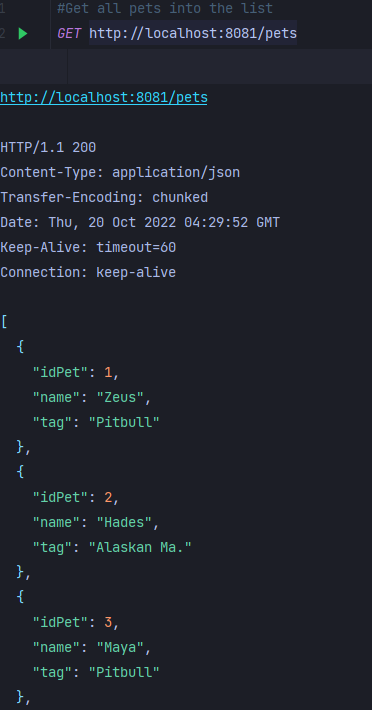 1 #Get all pets into the list
2 GET http://localhost:8081/pets
http://localhost:8081/pets
HTTP/1.1 200
Content-Type: application/json
Transfer-Encoding: chunked
Date: Thu, 20 Oct 2022 04:29:52 GMT
Keep-Alive: timeout=60
Connection: keep-alive
[
{
"idPet": 1,
"name": "Zeus",
"tag": "Pitbull"
},
{
"idPet": 2,
"name": "Hades",
"tag": "Alaskan Ma."
},
{
"idPet": 3,
"name": "Maya",
"tag": "Pitbull"
},